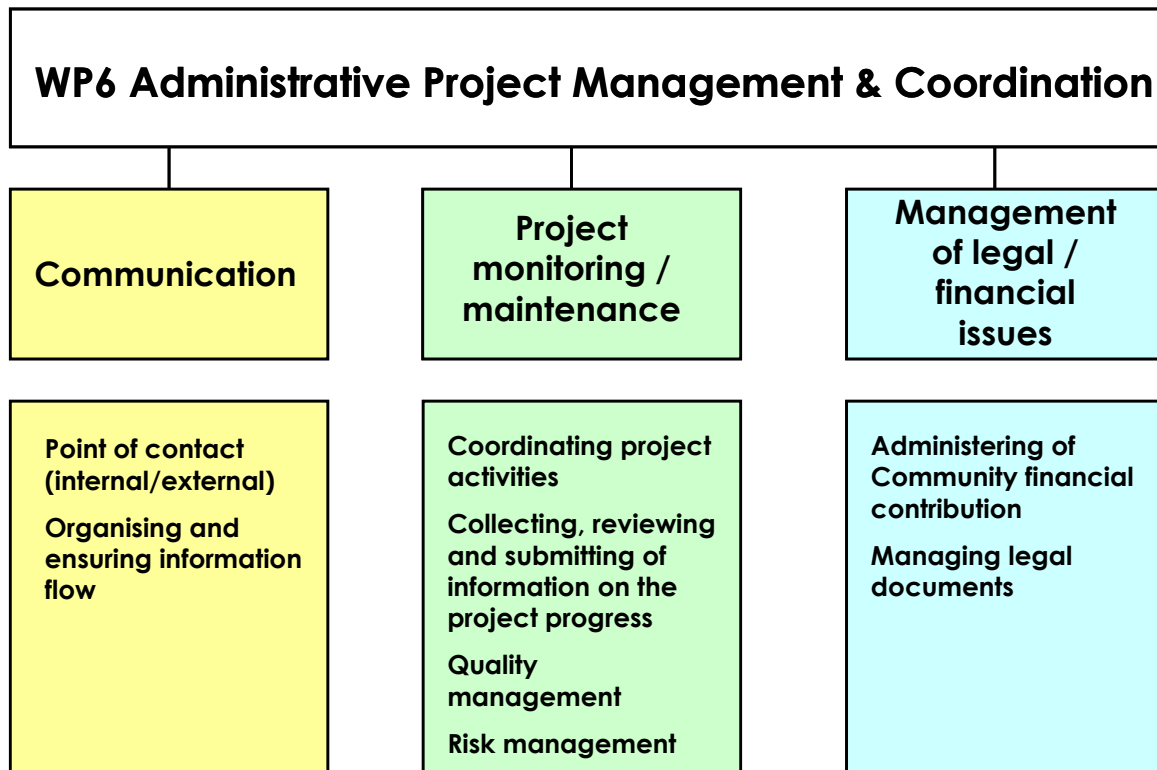 WP6 Administrative Project Management & Coordination
Communication
Project
monitoring /
maintenance
Management
of legal /
financial
issues
Point of contact
(internal/external)
Organising and
ensuring information
flow
Coordinating project
activities
Collecting, reviewing
and submitting of
information on the
project progress
Quality
management
Risk management
Administering of
Community financial
contribution
Managing legal
documents